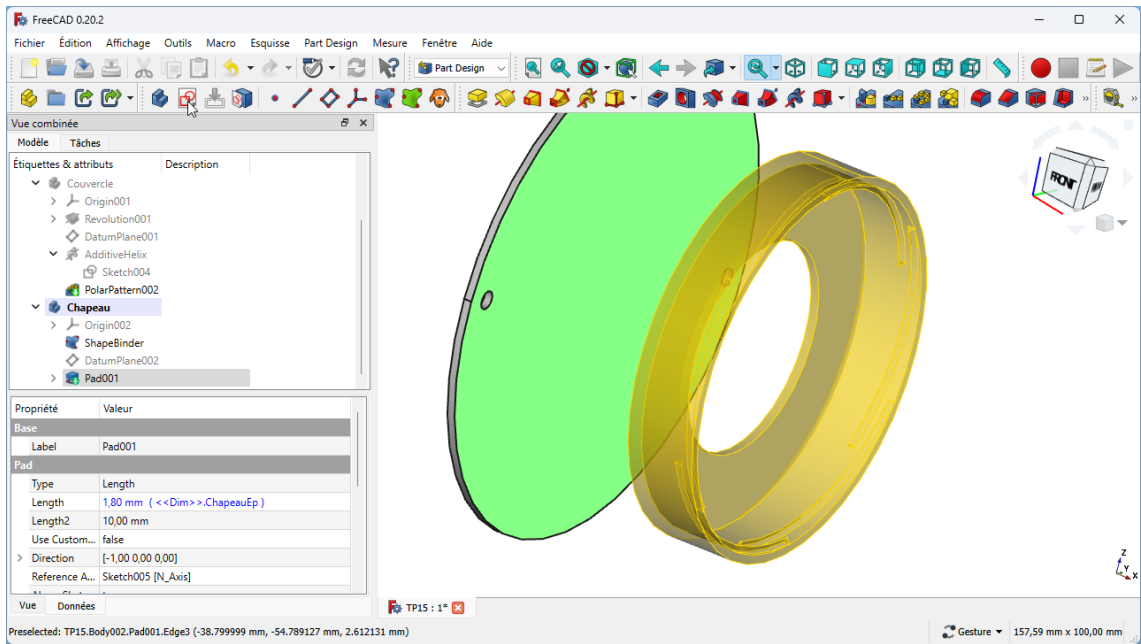 FreeCAD 0.20.2
Fichier Édition Affichage Outils Macro Esquisse Part Design Mesure Fenêtre Aide
Part Design
Vue combinée
Modèle Tâches
Étiquettes & attributs Description
Couvercle
Origin001
Revolution001
DatumPlane001
AdditiveHelix
Sketch004
PolarPattern002
Chapeau
Origin002
ShapeBinder
DatumPlane002
Pad001
Propriété Valeur
Base
Label Pad001
Pad
Type Length
Length 1,80 mm ( <<Dim>>.ChapeauEp )
Length2 10,00 mm
Use Custom... false
Direction [-1,00 0,00 0,00]
Reference A... Sketch005 [N_Axis]
Vue Données
FRONT
Z
Y
X
TP15 : 1*
Preselected: TP15.Body002.Pad001.Edge3 (-38.799999 mm, -54.789127 mm, 2.612131 mm)
Gesture 157,59 mm x 100,00 mm